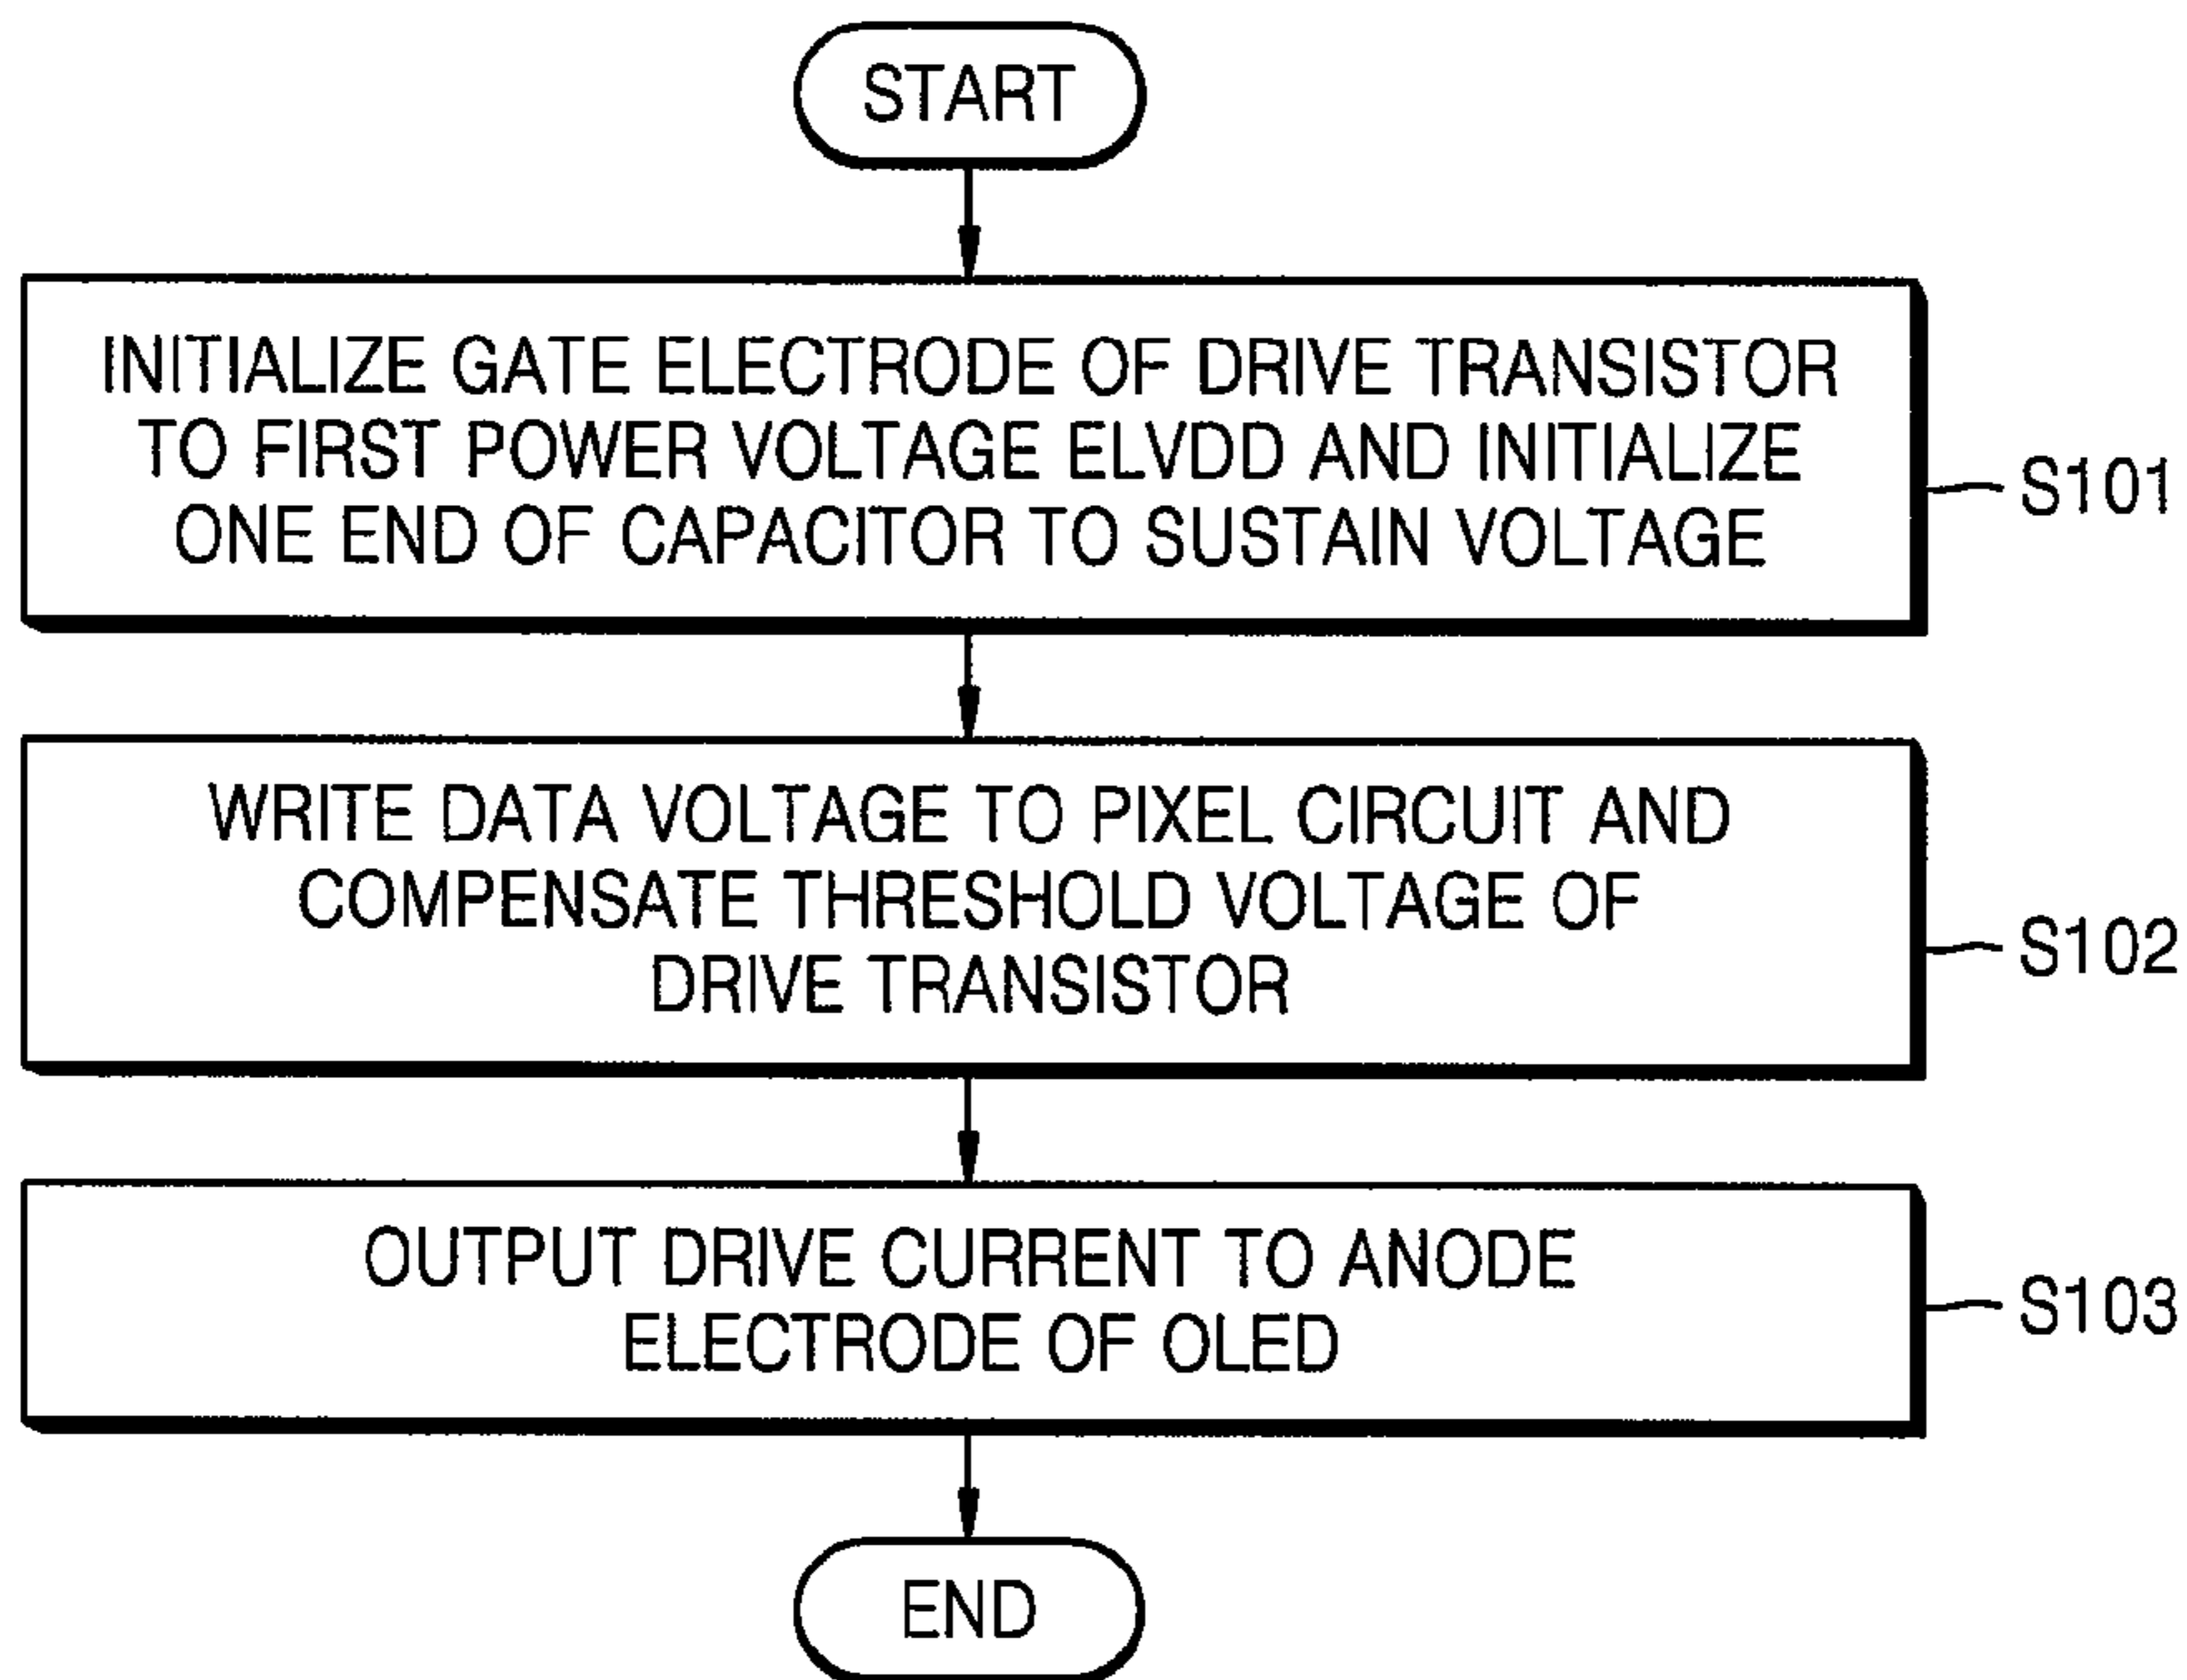 START
INITIALIZE GATE ELECTRODE OF DRIVE TRANSISTOR
TO FIRST POWER VOLTAGE ELVDD AND INITIALIZE
ONE END OF CAPACITOR TO SUSTAIN VOLTAGE
S101
WRITE DATA VOLTAGE TO PIXEL CIRCUIT AND
COMPENSATE THRESHOLD VOLTAGE OF
DRIVE TRANSISTOR
S102
OUTPUT DRIVE CURRENT TO ANODE
ELECTRODE OF OLED
S103
END